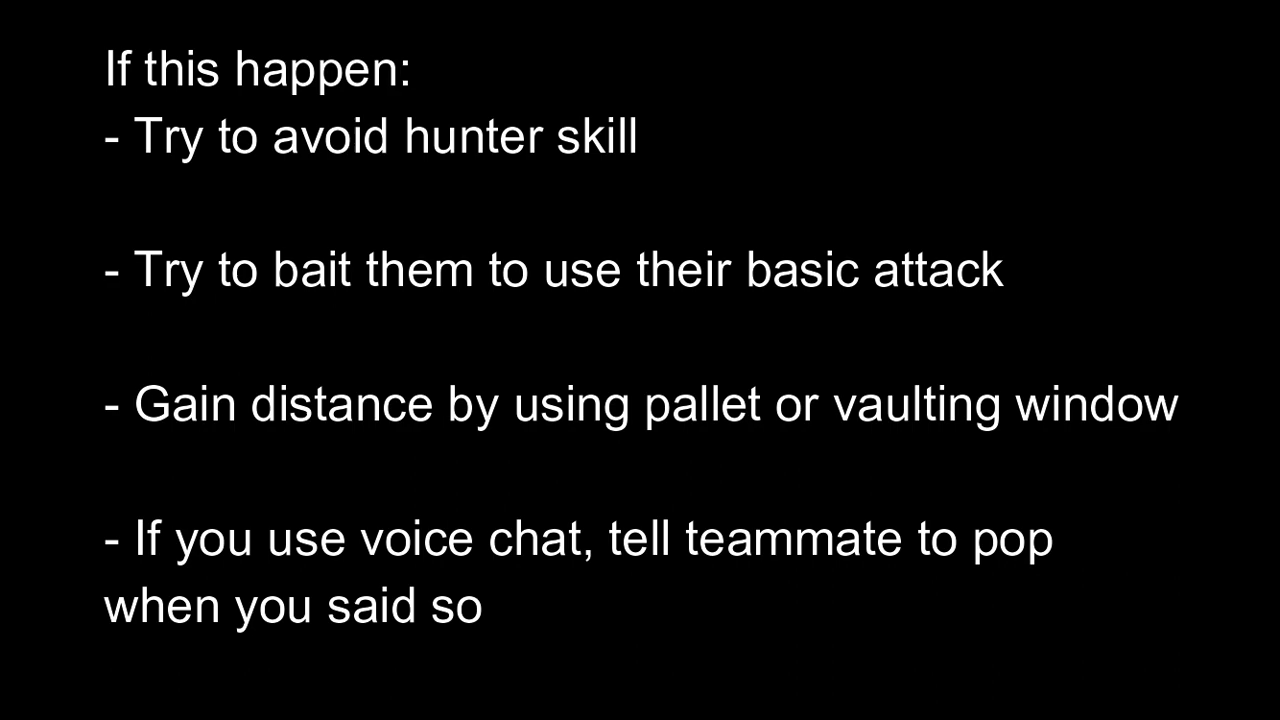 If this happen:
- Try to avoid hunter skill
- Try to bait them to use their basic attack
- Gain distance by using pallet or vaulting window
- If you use voice chat, tell teammate to pop
when you said so